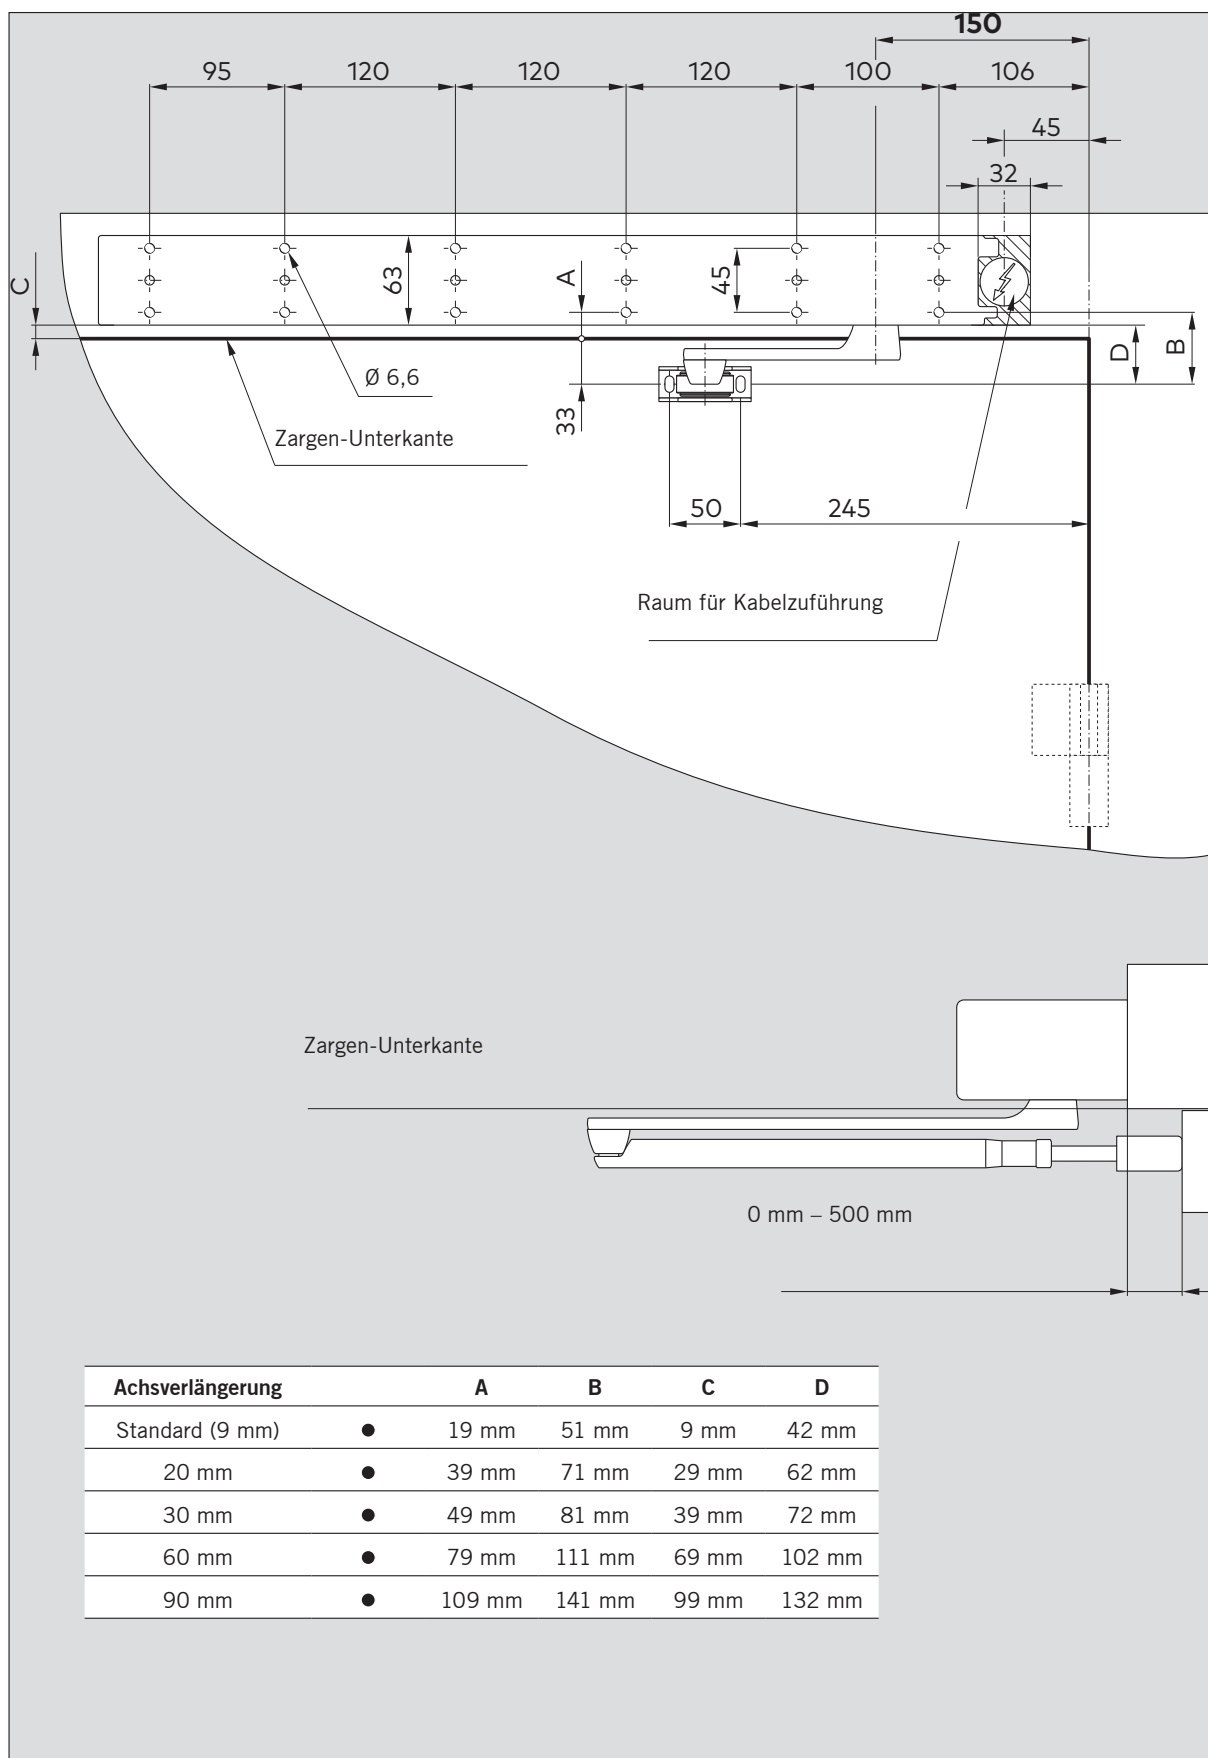 150
95 120 120 120 100 106
45
32
C
63
A
45
D
B
Ø 6,6
33
Zargen-Unterkante
50 245
Raum für Kabelzuführung
Zargen-Unterkante
0 mm – 500 mm
Achsverlängerung A B C D
Standard (9 mm) ● 19 mm 51 mm 9 mm 42 mm
20 mm ● 39 mm 71 mm 29 mm 62 mm
30 mm ● 49 mm 81 mm 39 mm 72 mm
60 mm ● 79 mm 111 mm 69 mm 102 mm
90 mm ● 109 mm 141 mm 99 mm 132 mm